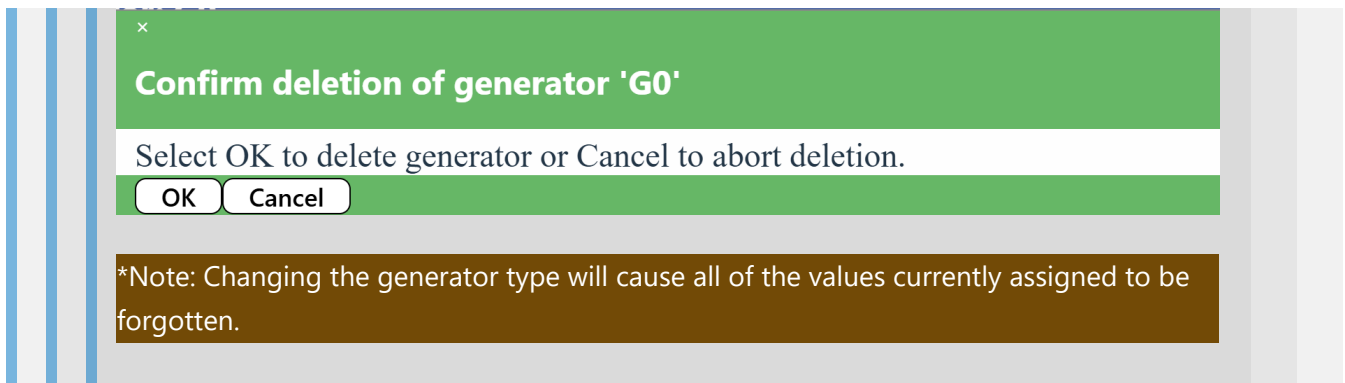 ×
Confirm deletion of generator 'G0'
Select OK to delete generator or Cancel to abort deletion.
OK Cancel
*Note: Changing the generator type will cause all of the values currently assigned to be
forgotten.